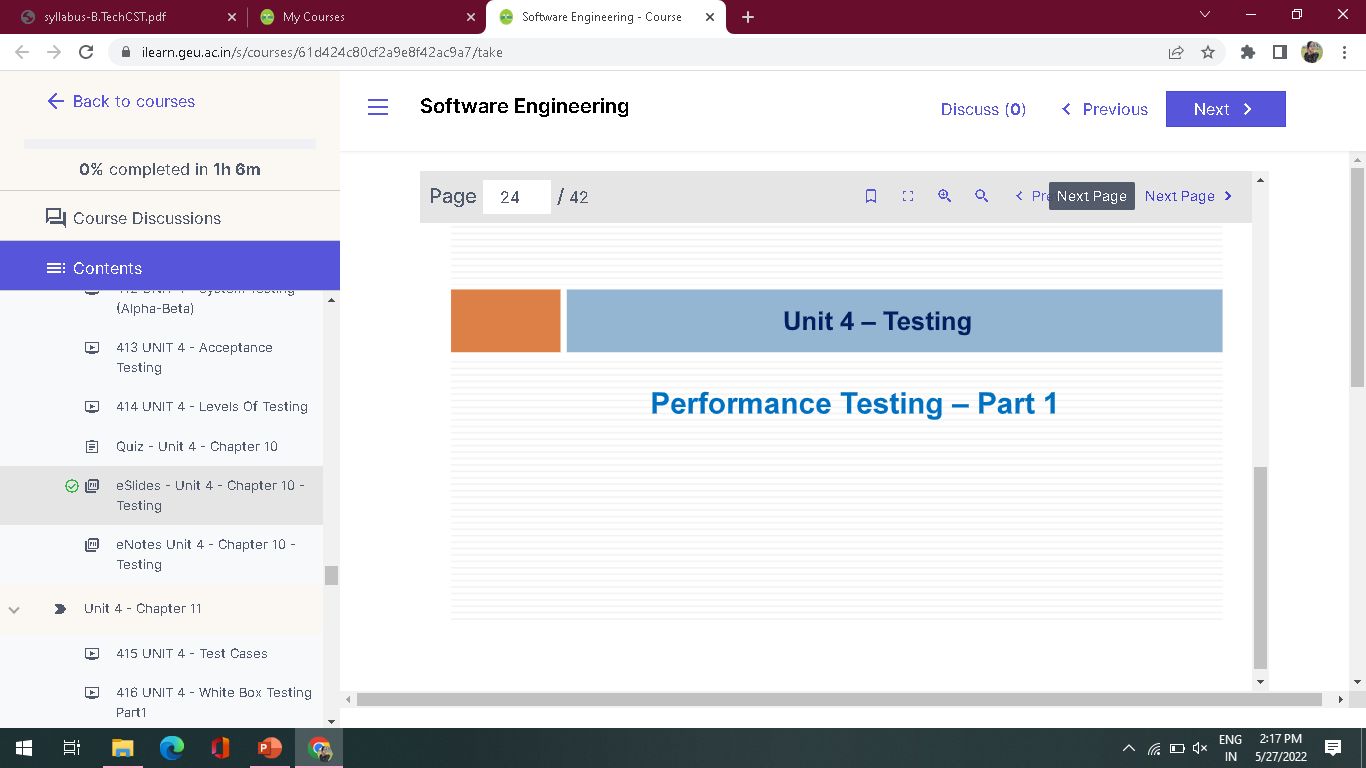 syllabus-B.TechCST.pdf
My Courses
Software Engineering - Course
ilearn.geu.ac.in/s/courses/61d424c80cf2a9e8f42ac9a7/take
Back to courses
0% completed in 1h 6m
Course Discussions
Contents
(Alpha-Beta)
413 UNIT 4 - Acceptance
Testing
414 UNIT 4 - Levels Of Testing
Quiz - Unit 4 - Chapter 10
eSlides - Unit 4 - Chapter 10 -
Testing
eNotes Unit 4 - Chapter 10 -
Testing
Unit 4 - Chapter 11
415 UNIT 4 - Test Cases
416 UNIT 4 - White Box Testing
Part1
Software Engineering
Discuss (0)
Previous
Next
Page 24 / 42
Next Page
Next Page
Unit 4 – Testing
Performance Testing – Part 1
ENG
IN
2:17 PM
5/27/2022